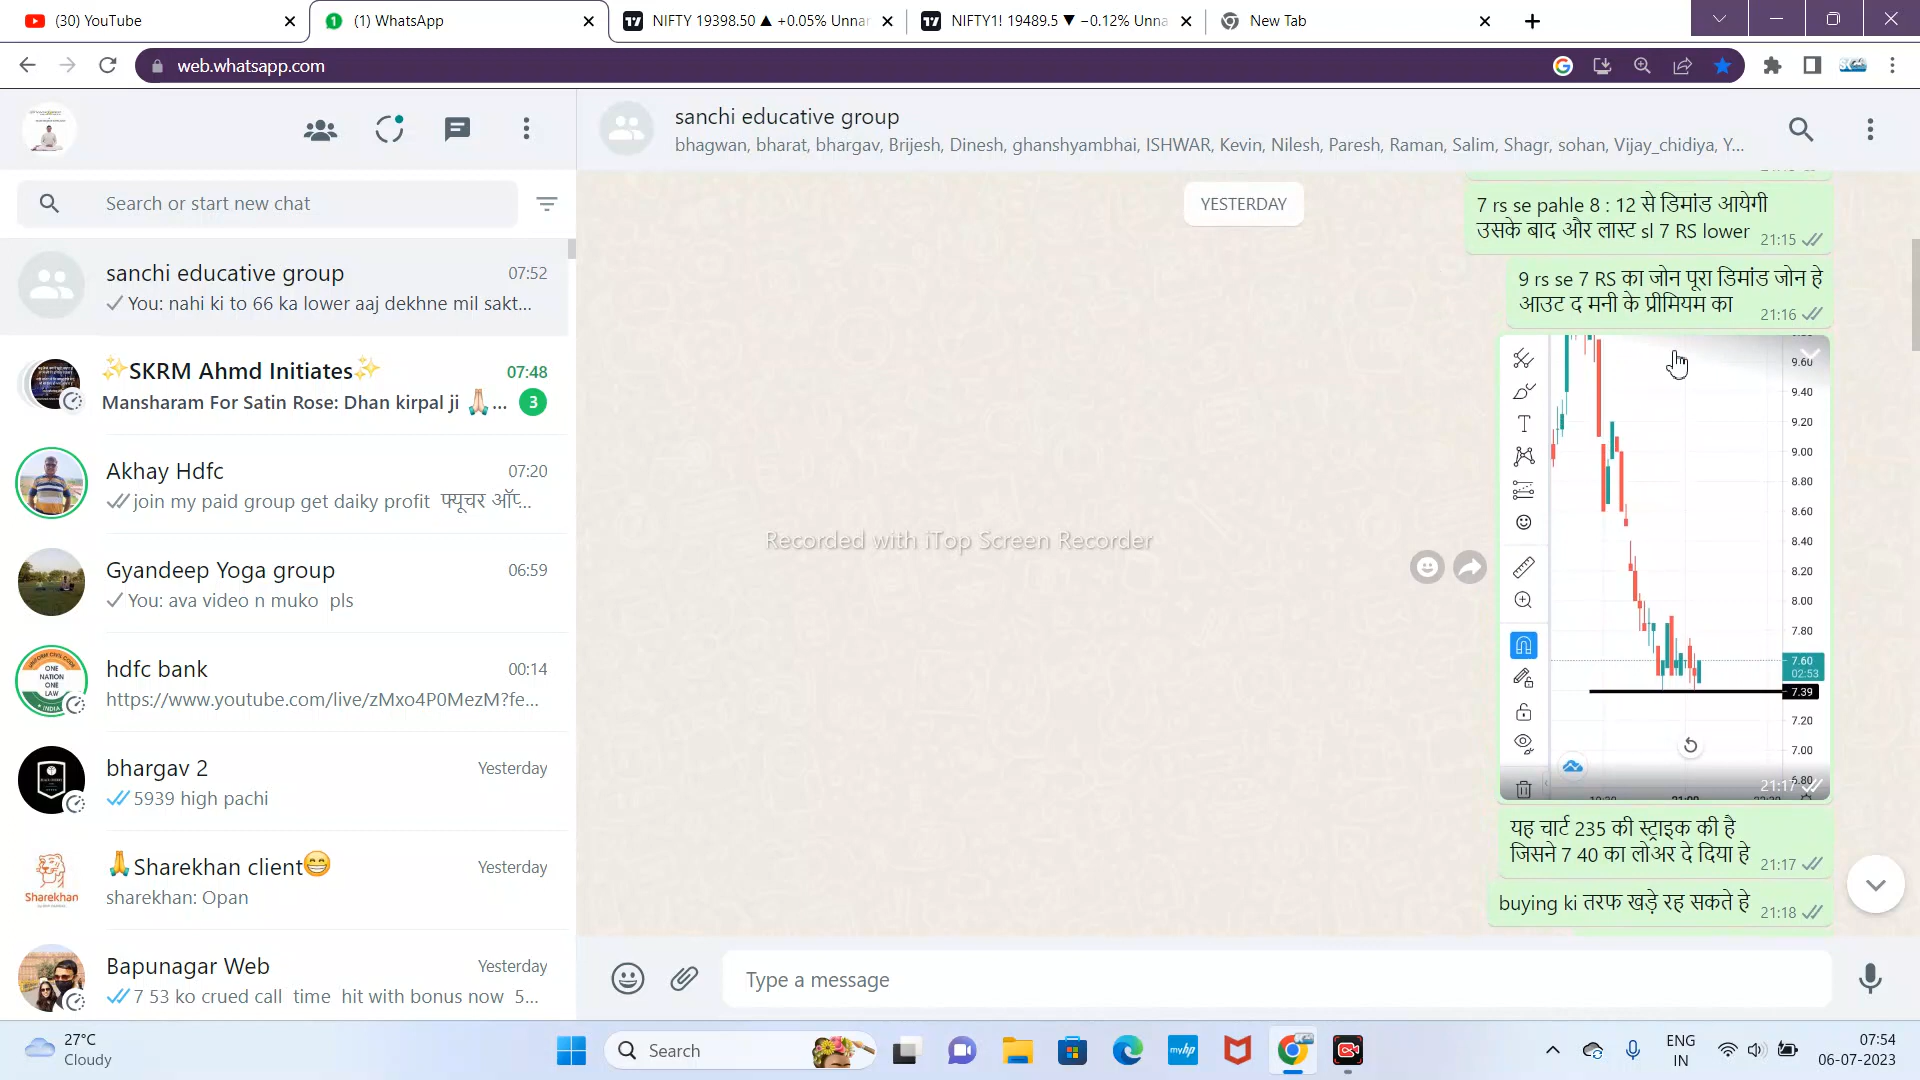 (30) YouTube
(1) WhatsApp
NIFTY 19398.50 ▲ +0.05% Unnar
NIFTY1! 19489.5 ▼ −0.12% Unna
New Tab
web.whatsapp.com
sanchi educative group
bhagwan, bharat, bhargav, Brijesh, Dinesh, ghanshyambhai, ISHWAR, Kevin, Nilesh, Paresh, Raman, Salim, Shagr, sohan, Vijay_chidiya, Y...
Search or start new chat
sanchi educative group
07:52
You: nahi ki to 66 ka lower aaj dekhne mil sakt...
✨SKRM Ahmd Initiates✨
07:48
Mansharam For Satin Rose: Dhan kirpal ji 🙏...
3
Akhay Hdfc
07:20
join my paid group get daiky profit फ्यूचर ऑप्...
Gyandeep Yoga group
06:59
You: ava video n muko pls
ONE
NATION
ONE
LAW
INDIA
hdfc bank
00:14
https://www.youtube.com/live/zMxo4P0MezM?fe...
bhargav 2
Yesterday
5939 high pachi
Sharekhan
🙏Sharekhan client😁
Yesterday
sharekhan: Opan
Bapunagar Web
Yesterday
7 53 ko crued call time hit with bonus now 5...
YESTERDAY
7 rs se pahle 8 : 12 से डिमांड आयेगी
उसके बाद और लास्ट sl 7 RS lower
21:15
9 rs se 7 RS का जोन पूरा डिमांड जोन हे
आउट द मनी के प्रीमियम का
21:16
9.60
9.40
9.20
9.00
8.80
8.60
8.40
8.20
8.00
7.80
7.60
02:53
7.39
7.20
7.00
6.80
21:17
यह चार्ट 235 की स्ट्राइक की है
जिसने 7 40 का लोअर दे दिया हे
21:17
buying ki तरफ खड़े रह सकते हे
21:18
Recorded with iTop Screen Recorder
Type a message
27°C
Cloudy
Search
myhp
ENG
IN
07:54
06-07-2023